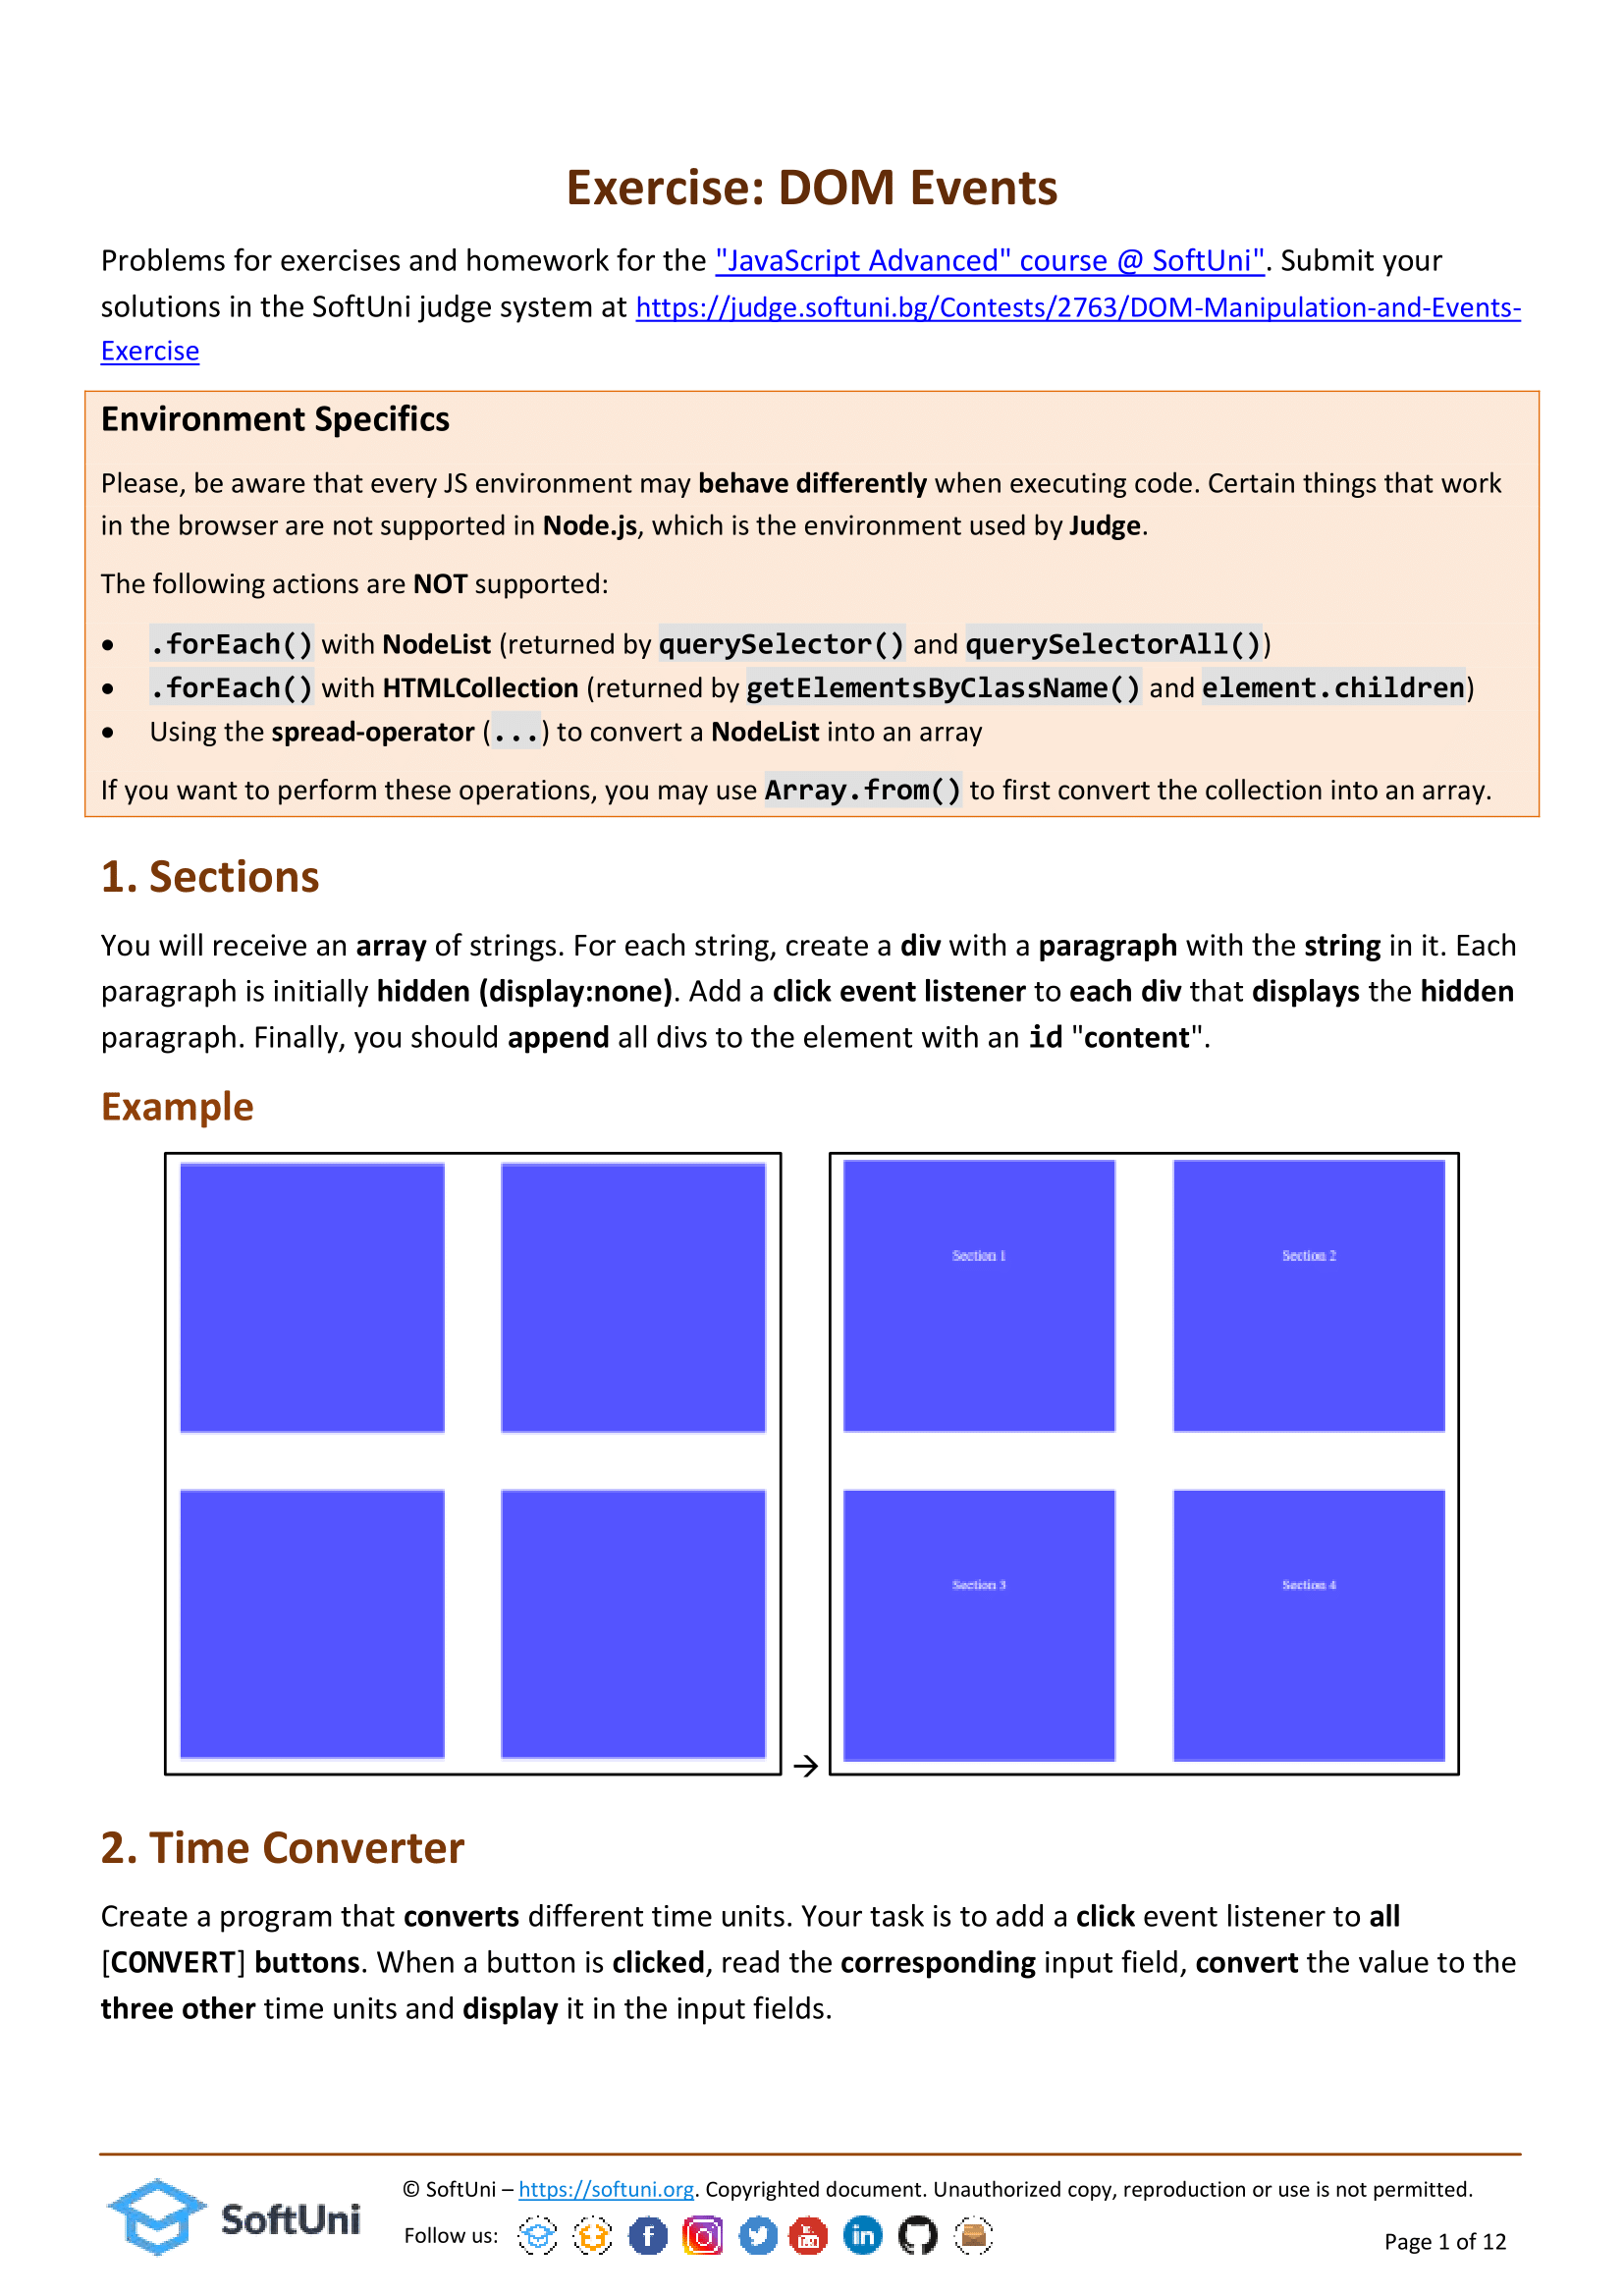 Exercise: DOM Events
Problems for exercises and homework for the "JavaScript Advanced" course @ SoftUni". Submit your
solutions in the SoftUni judge system at https://judge.softuni.bg/Contests/2763/DOM-Manipulation-and-Events-
Exercise
Environment Specifics
Please, be aware that every JS environment may behave differently when executing code. Certain things that work
in the browser are not supported in Node.js, which is the environment used by Judge.
The following actions are NOT supported:
• .forEach() with NodeList (returned by querySelector() and querySelectorAll())
• .forEach() with HTMLCollection (returned by getElementsByClassName() and element.children)
• Using the spread-operator (...) to convert a NodeList into an array
If you want to perform these operations, you may use Array.from() to first convert the collection into an array.
1. Sections
You will receive an array of strings. For each string, create a div with a paragraph with the string in it. Each
paragraph is initially hidden (display:none). Add a click event listener to each div that displays the hidden
paragraph. Finally, you should append all divs to the element with an id "content".
Example
Section 1 Section 2
Section 3 Section 4
→
2. Time Converter
Create a program that converts different time units. Your task is to add a click event listener to all
[CONVERT] buttons. When a button is clicked, read the corresponding input field, convert the value to the
three other time units and display it in the input fields.
SoftUni
© SoftUni – https://softuni.org. Copyrighted document. Unauthorized copy, reproduction or use is not permitted.
Follow us:
Page 1 of 12